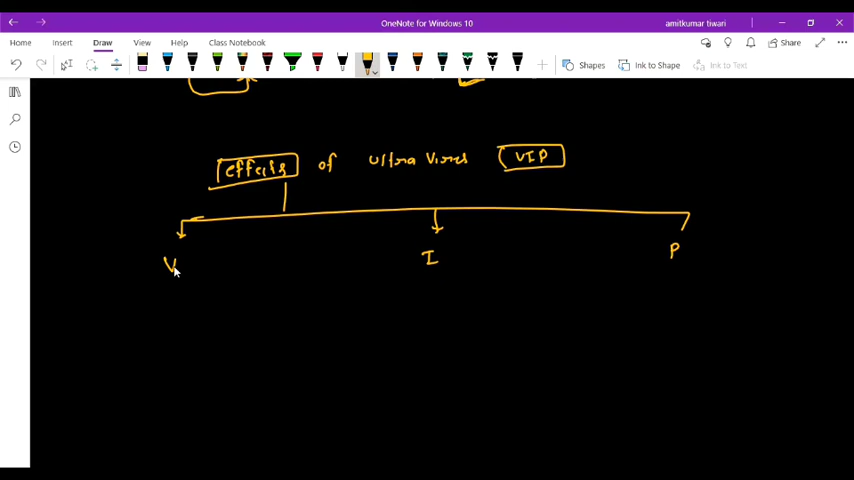 OneNote for Windows 10
amitkumar tiwari
Home Insert Draw View Help Class Notebook
Share
Shapes Ink to Shape Ink to Text
effects of ultra Vires VIP
V I P